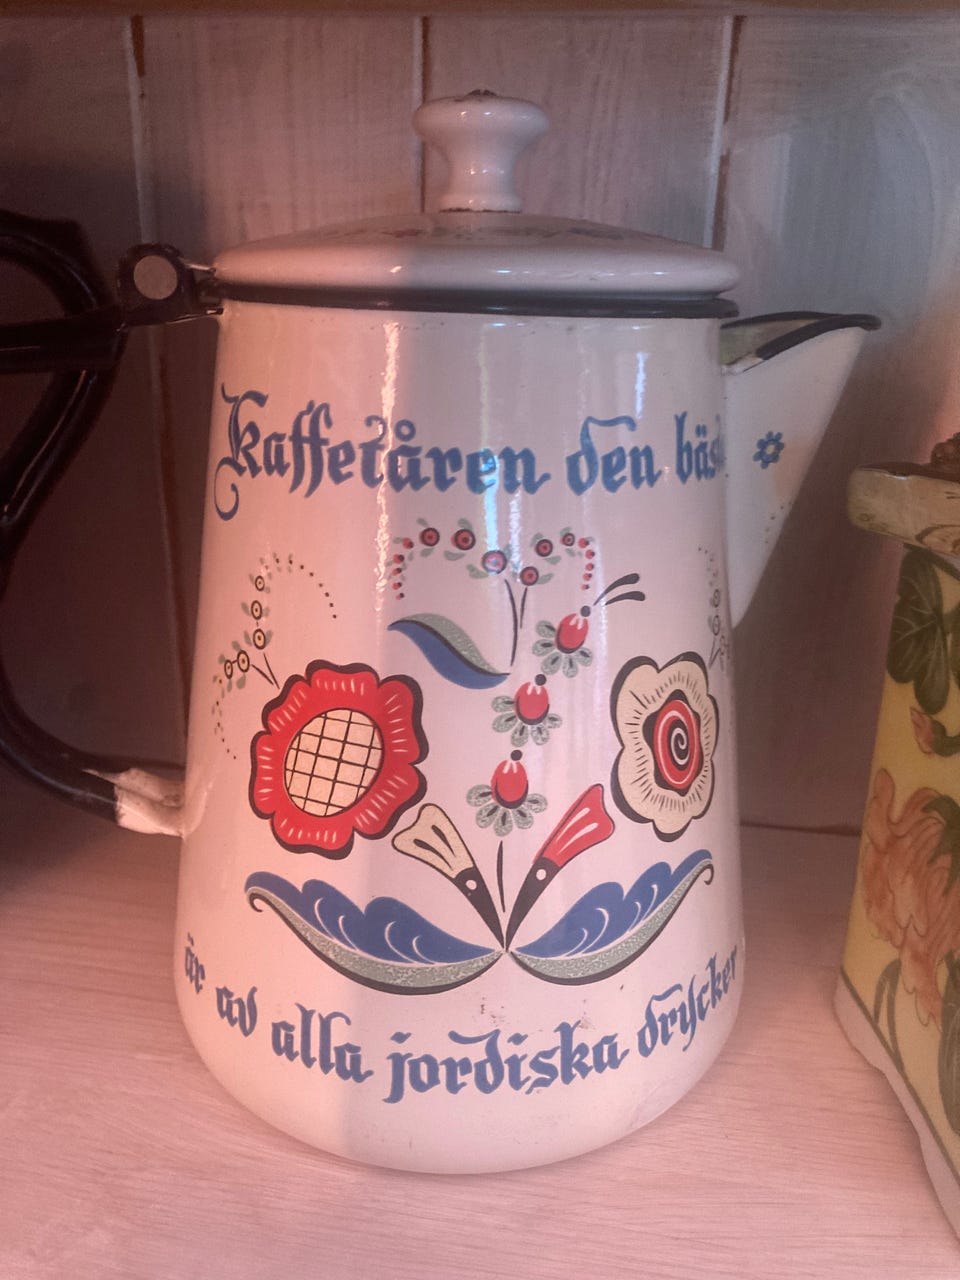 Kaffetåren den bäs
är av alla jordiska drycker